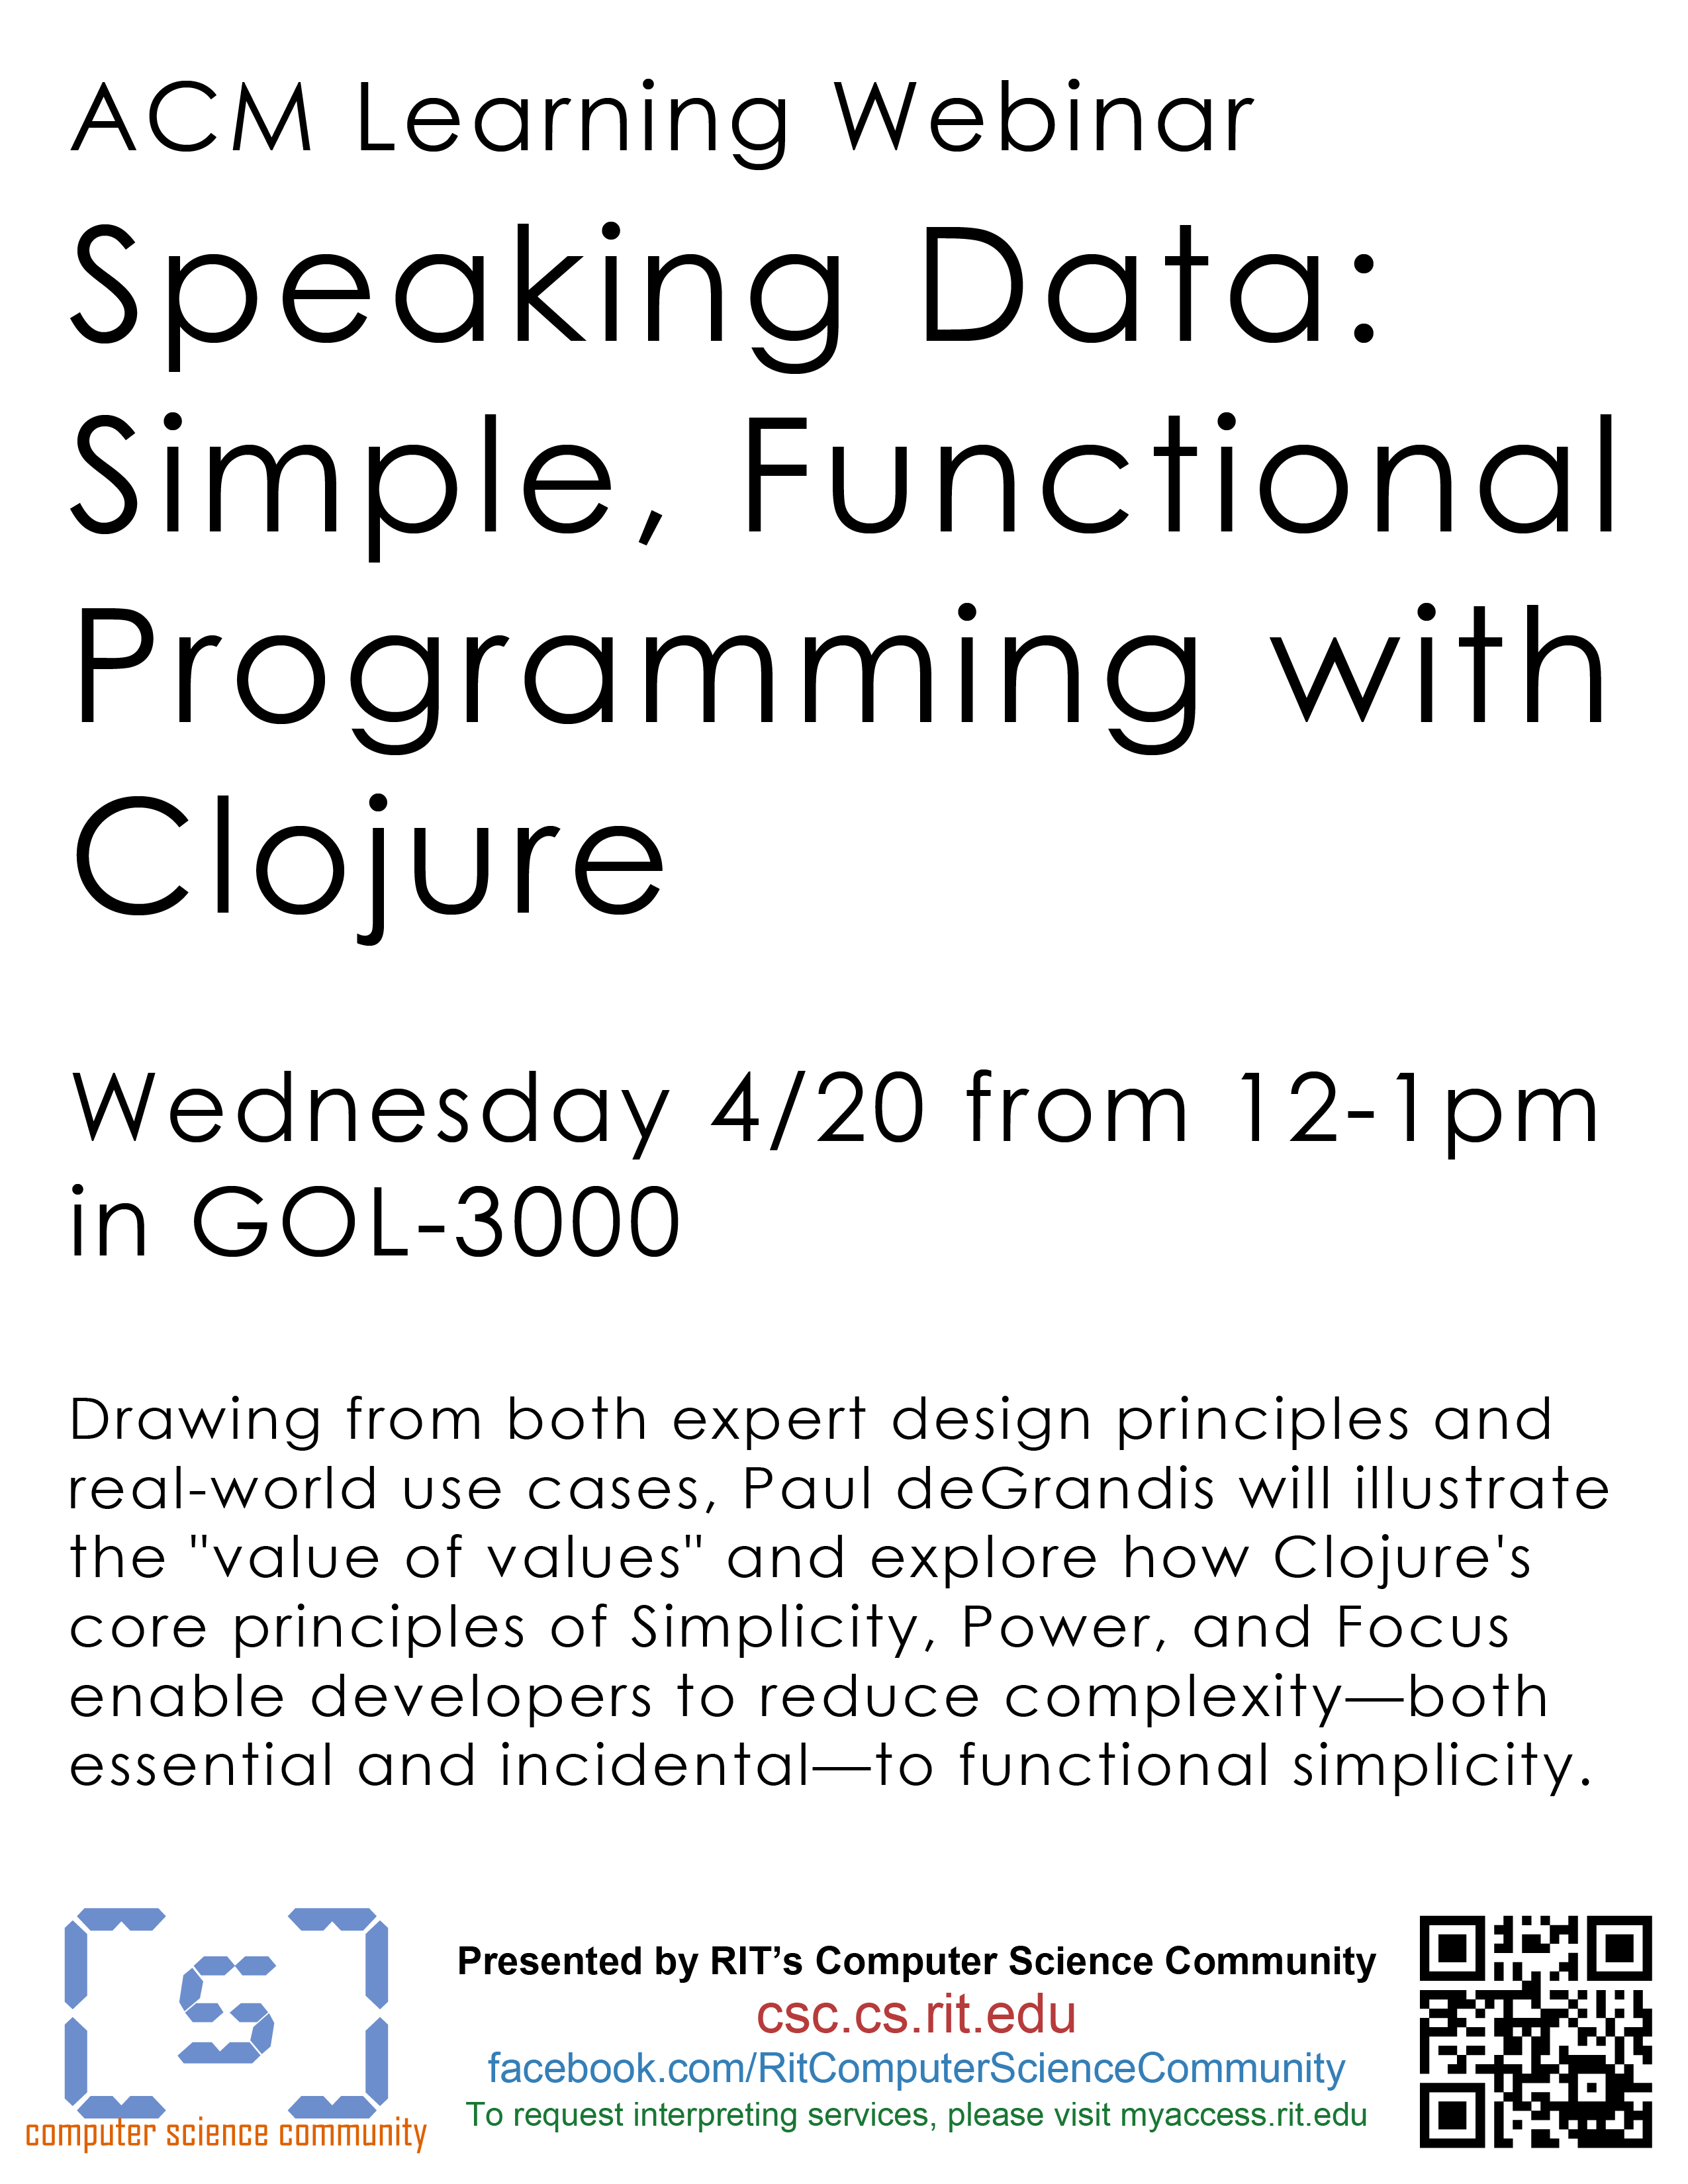 ACM Learning Webinar
Speaking Data:
Simple, Functional
Programming with
Clojure
Wednesday 4/20 from 12-1pm
in GOL-3000
Drawing from both expert design principles and
real-world use cases, Paul deGrandis will illustrate
the "value of values" and explore how Clojure's
core principles of Simplicity, Power, and Focus
enable developers to reduce complexity—both
essential and incidental—to functional simplicity.
[s]
computer science community
Presented by RIT’s Computer Science Community
csc.cs.rit.edu
facebook.com/RitComputerScienceCommunity
To request interpreting services, please visit myaccess.rit.edu